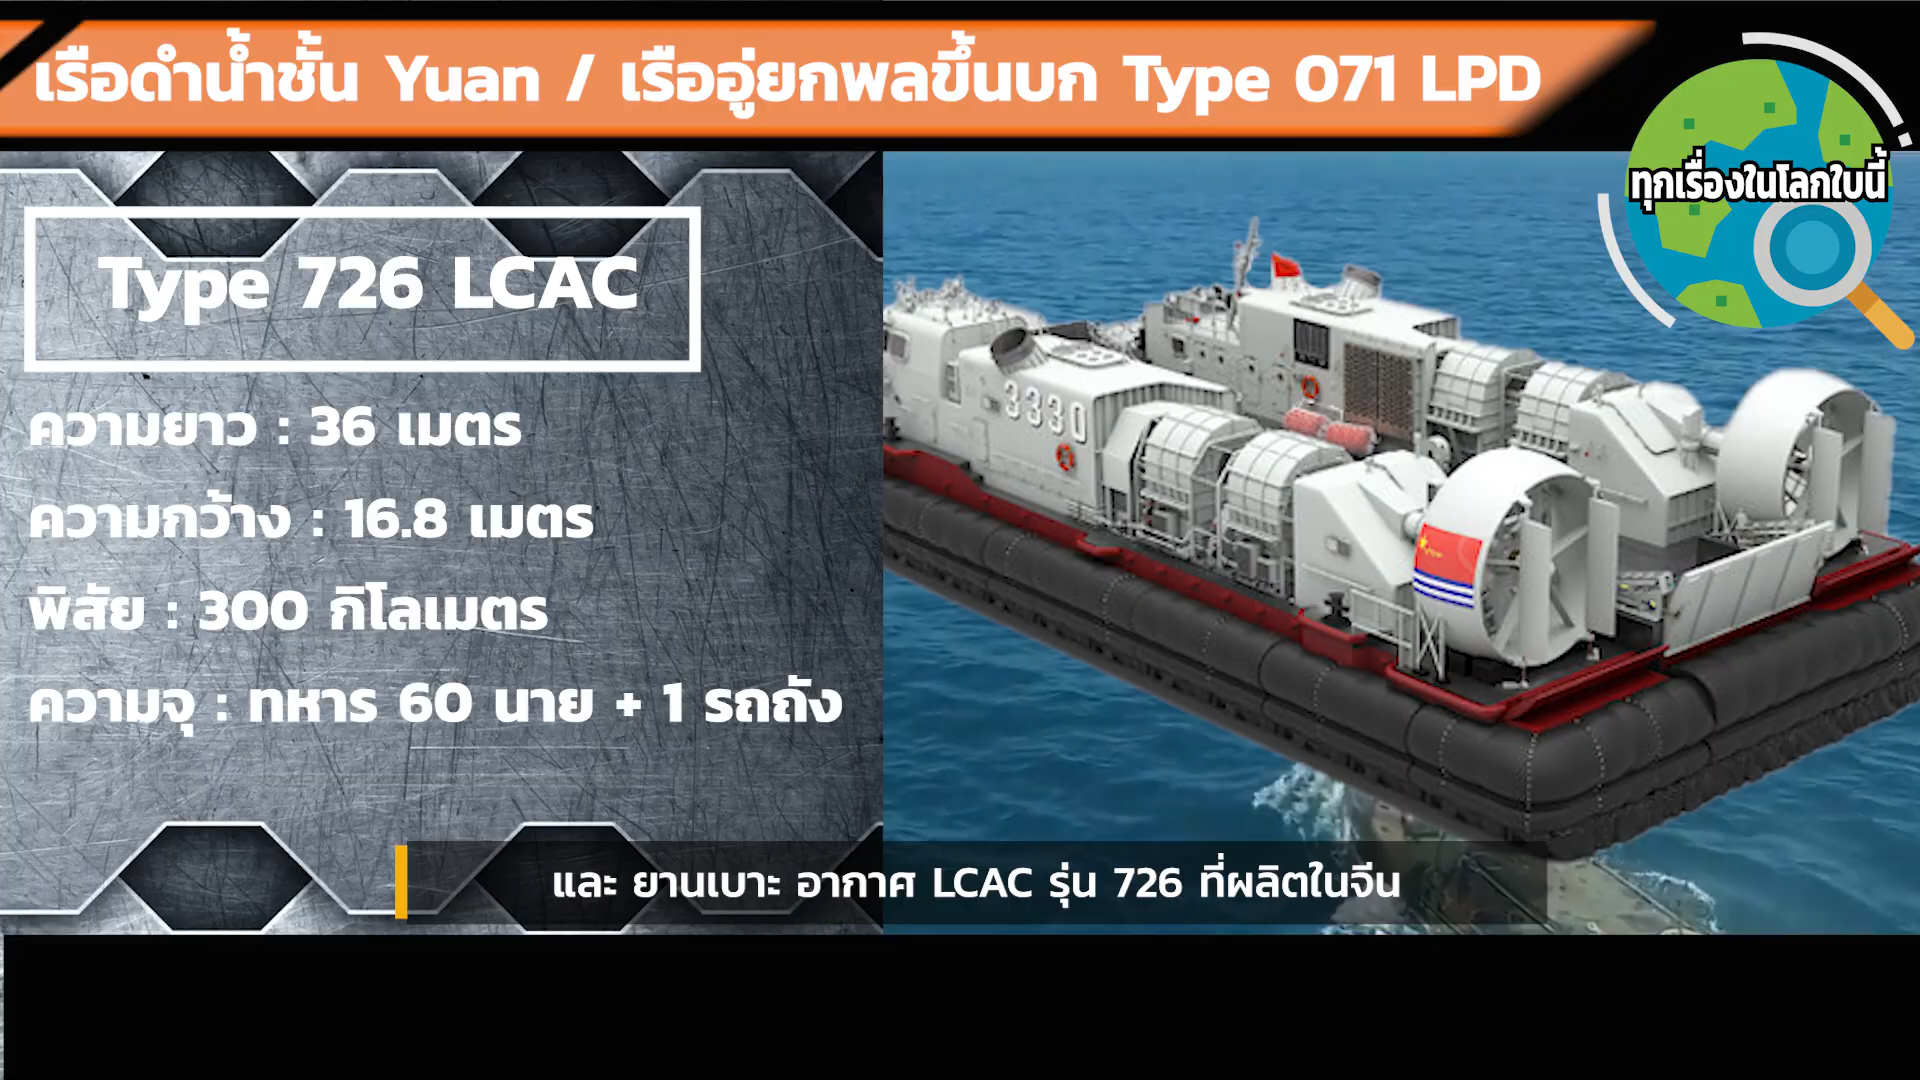 เรือดำน้ำชั้น Yuan / เรืออู่ยกพลขึ้นบก Type 071 LPD
ทุกเรื่องในโลกใบนี้
Type 726 LCAC
ความยาว : 36 เมตร
ความกว้าง : 16.8 เมตร
พิสัย : 300 กิโลเมตร
ความจุ : ทหาร 60 นาย + 1 รถถัง
3330
และ ยานเบาะ อากาศ LCAC รุ่น 726 ที่ผลิตในจีน